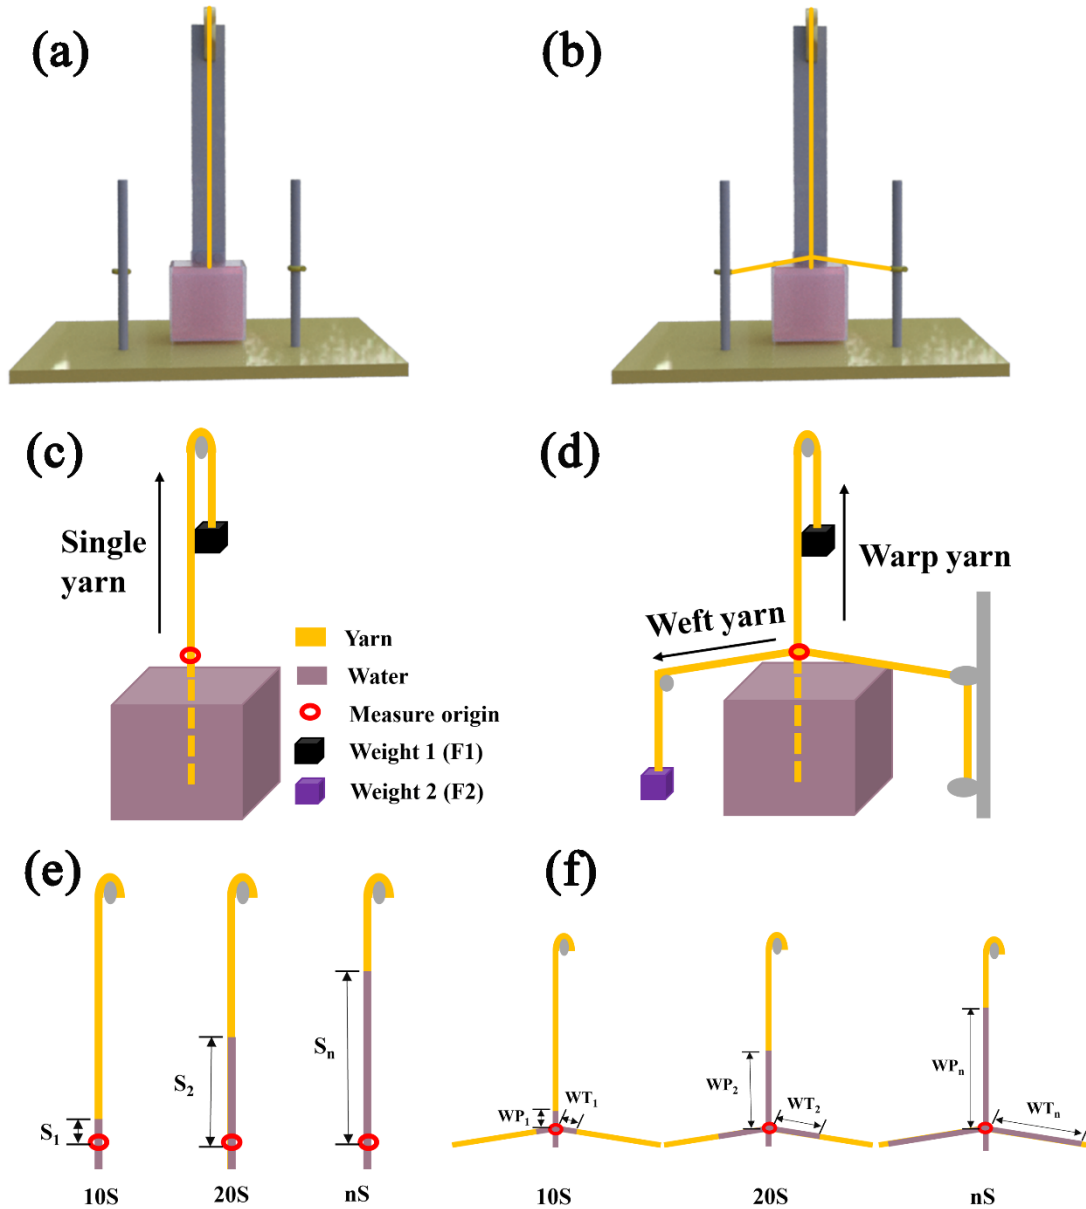 (a)
(b)
(c)
Single
yarn
Yarn
Water
Measure origin
Weight 1 (F1)
Weight 2 (F2)
(d)
Warp yarn
Weft yarn
(e)
S₁
S₂
Sₙ
10S
20S
nS
(f)
WP₁
WT₁
WP₂
WT₂
WPₙ
WTₙ
10S
20S
nS